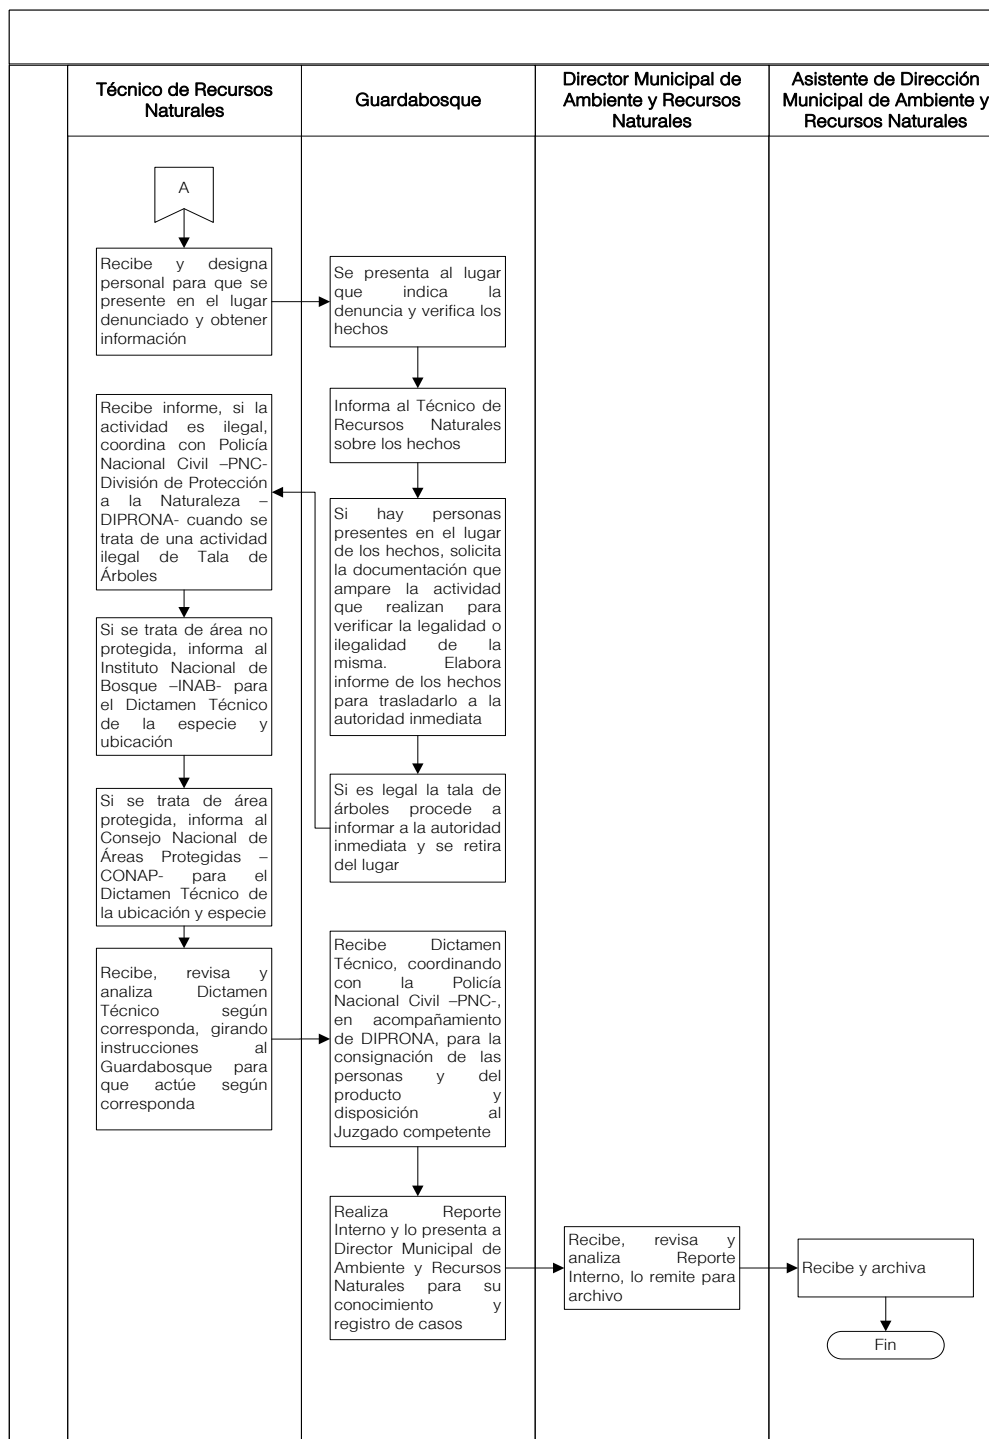 Técnico de Recursos
Naturales
Guardabosque
Director Municipal de
Ambiente y Recursos
Naturales
Asistente de Dirección
Municipal de Ambiente y
Recursos Naturales
A
Recibe y designa
personal para que se
presente en el lugar
denunciado y obtener
información
Se presenta al lugar
que indica la
denuncia y verifica los
hechos
Informa al Técnico de
Recursos Naturales
sobre los hechos
Recibe informe, si la
actividad es ilegal,
coordina con Policía
Nacional Civil –PNC-
División de Protección
a la Naturaleza –
DIPRONA- cuando se
trata de una actividad
ilegal de Tala de
Árboles
Si hay personas
presentes en el lugar
de los hechos, solicita
la documentación que
ampare la actividad
que realizan para
verificar la legalidad o
ilegalidad de la
misma. Elabora
informe de los hechos
para trasladarlo a la
autoridad inmediata
Si se trata de área no
protegida, informa al
Instituto Nacional de
Bosque –INAB- para
el Dictamen Técnico
de la especie y
ubicación
Si es legal la tala de
árboles procede a
informar a la autoridad
inmediata y se retira
del lugar
Si se trata de área
protegida, informa al
Consejo Nacional de
Áreas Protegidas –
CONAP- para el
Dictamen Técnico de
la ubicación y especie
Recibe, revisa y
analiza Dictamen
Técnico según
corresponda, girando
instrucciones al
Guardabosque para
que actúe según
corresponda
Recibe Dictamen
Técnico, coordinando
con la Policía
Nacional Civil –PNC-,
en acompañamiento
de DIPRONA, para la
consignación de las
personas y del
producto y
disposición al
Juzgado competente
Realiza Reporte
Interno y lo presenta a
Director Municipal de
Ambiente y Recursos
Naturales para su
conocimiento y
registro de casos
Recibe, revisa y
analiza Reporte
Interno, lo remite para
archivo
Recibe y archiva
Fin